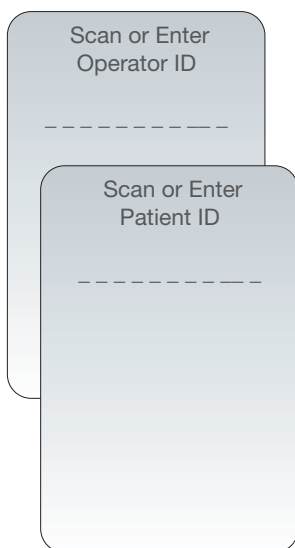 Scan or Enter
Operator ID
_ _ _ _ _ _ _ _ _ _ _ _
Scan or Enter
Patient ID
_ _ _ _ _ _ _ _ _ _ _ _